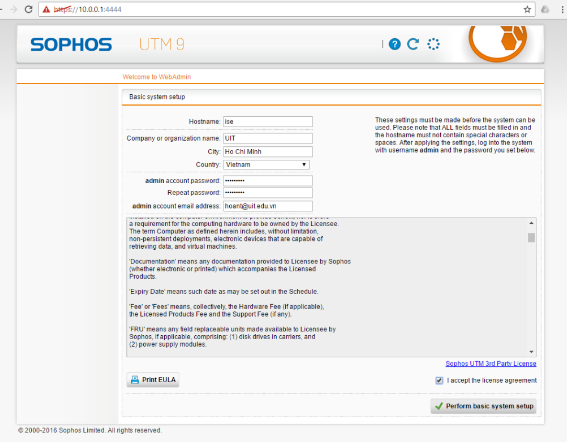 https://10.0.0.1:4444
SOPHOS UTM 9
Welcome to WebAdmin
Basic system setup
Hostname: ise
Company or organization name: UIT
City: Ho Chi Minh
Country: Vietnam
admin account password: •••••••••
Repeat password: •••••••••
admin account email address: hoant@uit.edu.vn
These settings must be made before the system can be
used. Please note that ALL fields must be filled in and
the hostname must not contain special characters or
spaces. After applying the settings, log into the system
with username admin and the password you set below.
a requirement for the computing hardware to be owned by the Licensee.
The term Computer as defined herein includes, without limitation,
non-persistent deployments, electronic devices that are capable of
retrieving data, and virtual machines.
'Documentation' means any documentation provided to Licensee by Sophos
(whether electronic or printed) which accompanies the Licensed
Products.
'Expiry Date' means such date as may be set out in the Schedule.
'Fee' or 'Fees' means, collectively, the Hardware Fee (if applicable),
the Licensed Products Fee and the Support Fee (if any).
'FRU' means any field replaceable units made available to Licensee by
Sophos, if applicable, comprising: (1) disk drives in carriers, and
(2) power supply modules.
Sophos UTM 3rd Party License
Print EULA
I accept the license agreement
Perform basic system setup
© 2000-2016 Sophos Limited. All rights reserved.